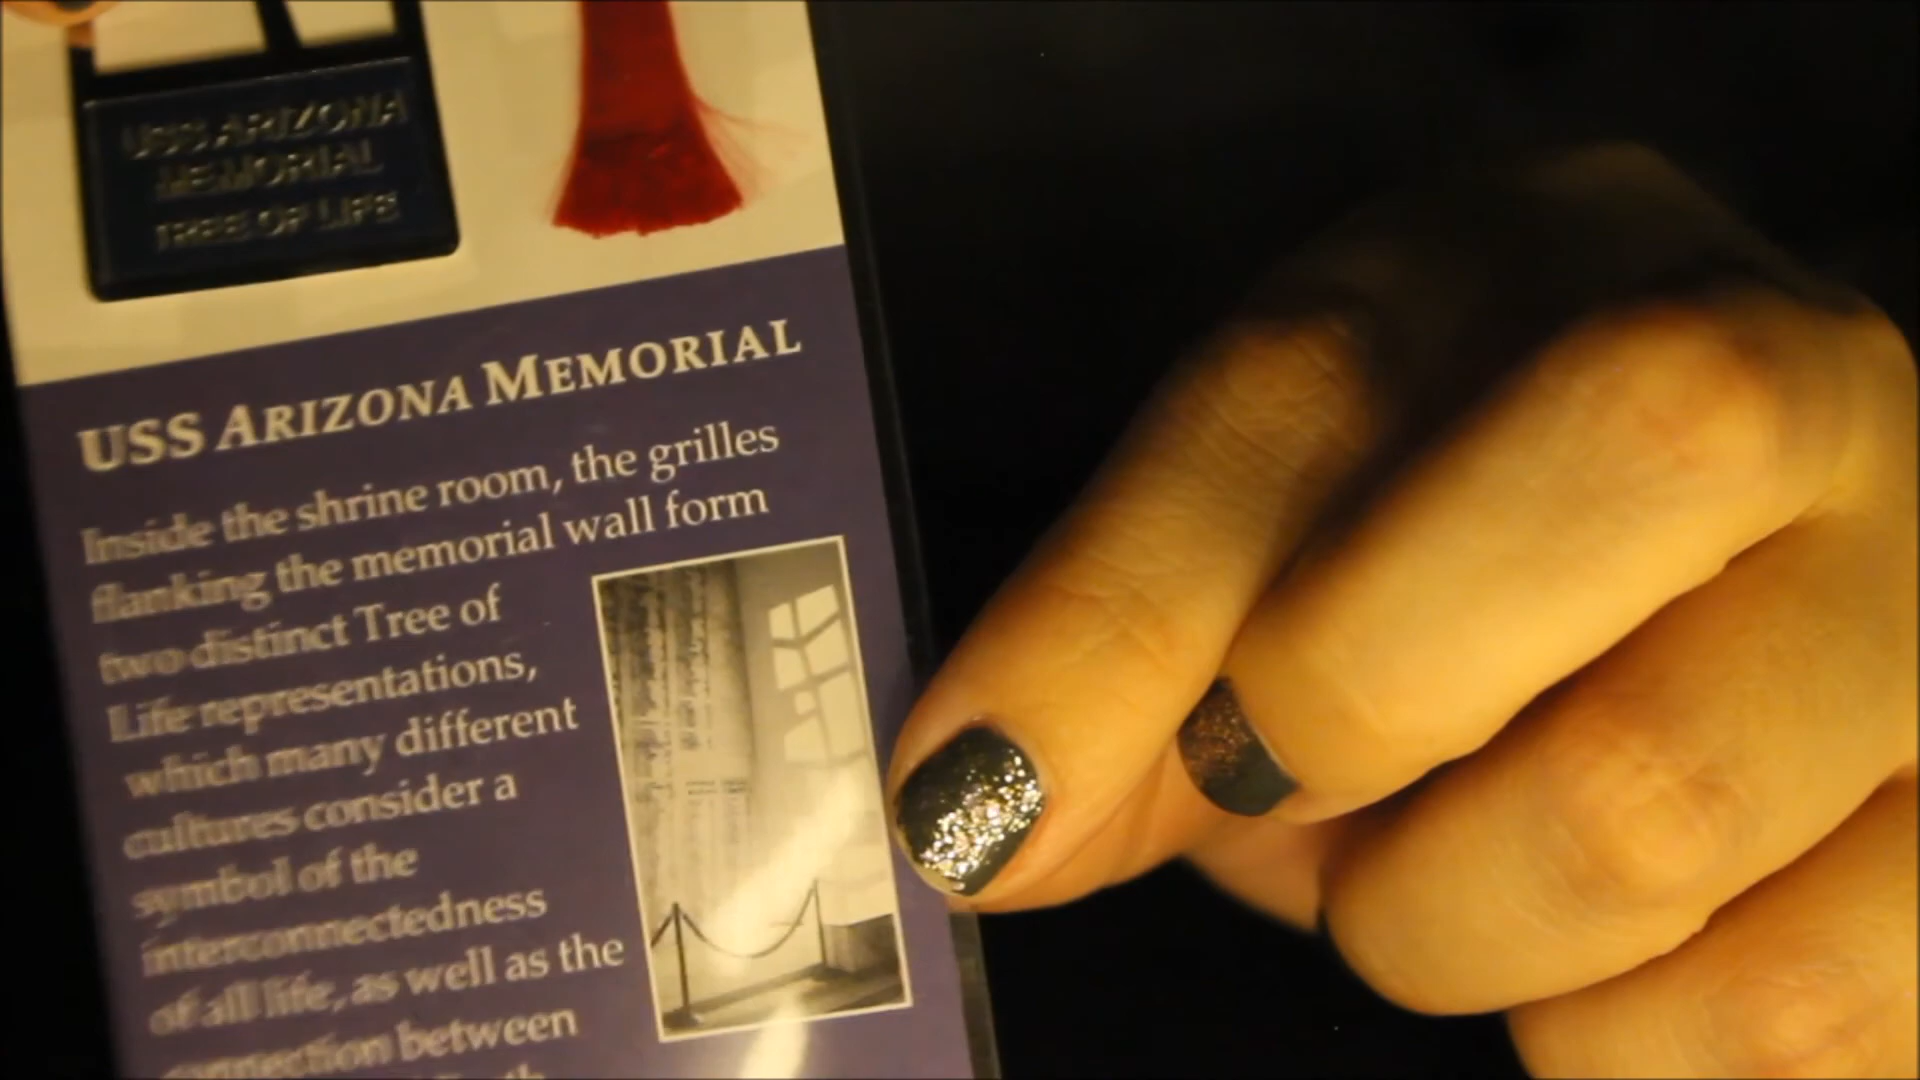 USS ARIZONA
MEMORIAL
TREE OF LIFE
USS ARIZONA MEMORIAL
Inside the shrine room, the grilles
flanking the memorial wall form
two distinct Tree of
Life representations,
which many different
cultures consider a
symbol of the
interconnectedness
of all life, as well as the
connection between